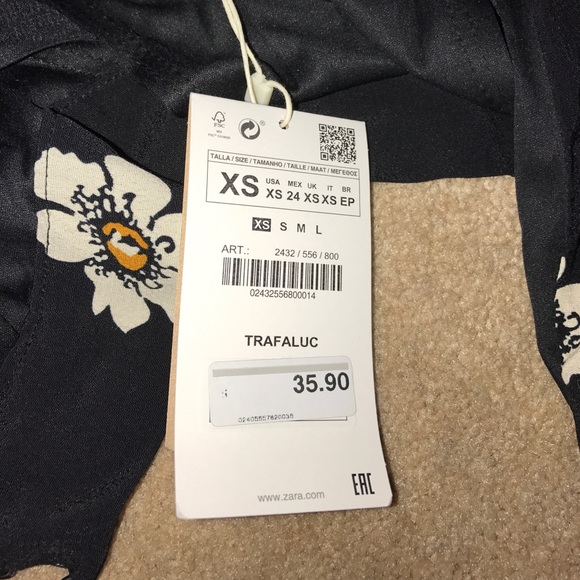 FSC
TALLA / SIZE / TAMANHO / TAILLE / MAAT / ΜΕΓΕΘΟΣ
XS USA MEX UK IT BR
XS 24 XS XS EP
XS S M L
ART.: 2432 / 556 / 800
02432556800014
TRAFALUC
35.90
www.zara.com
EAC